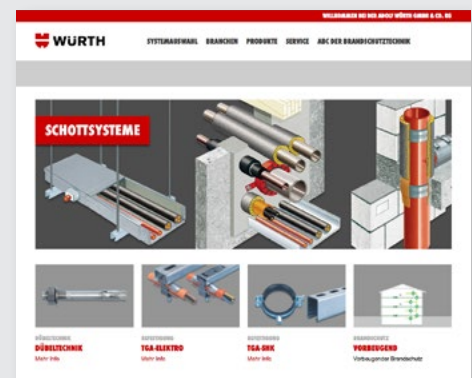 WILLKOMMEN BEI DER ADOLF WÜRTH GMBH & CO. KG
WÜRTH
SYSTEMAUSWAHL BRANCHEN PRODUKTE SERVICE ABC DER BRANDSCHUTZTECHNIK
SCHOTTSYSTEME
DÜBELTECHNIK
DÜBELTECHNIK
Mehr Info
TGA-ELEKTRO
Mehr Info
TGA-SHK
Mehr Info
BRANDSCHUTZ
VORBEUGEND
Vorbeugender Brandschutz